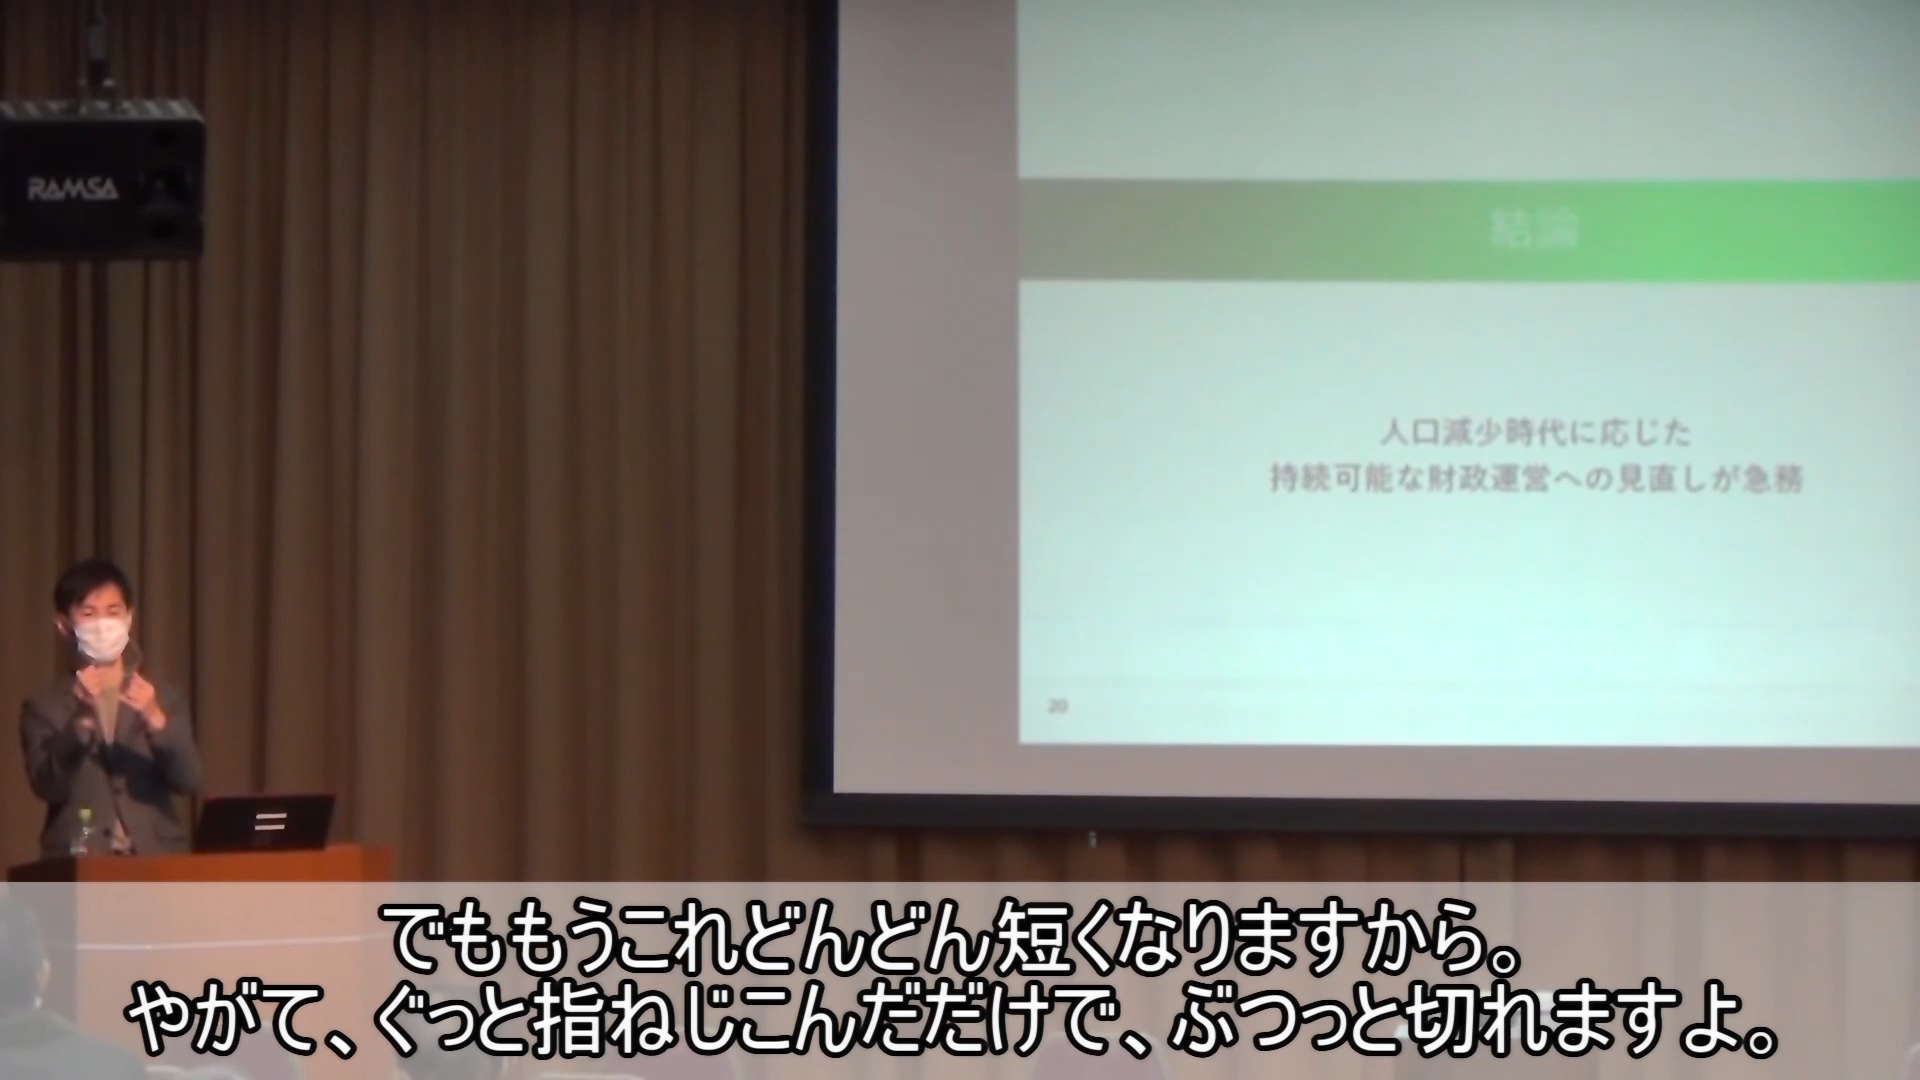 RAMSA
結論
人口減少時代に応じた
持続可能な財政運営への見直しが急務
20
でももうこれどんどん短くなりますから。
やがて、ぐっと指ねじこんだだけで、ぶつっと切れますよ。